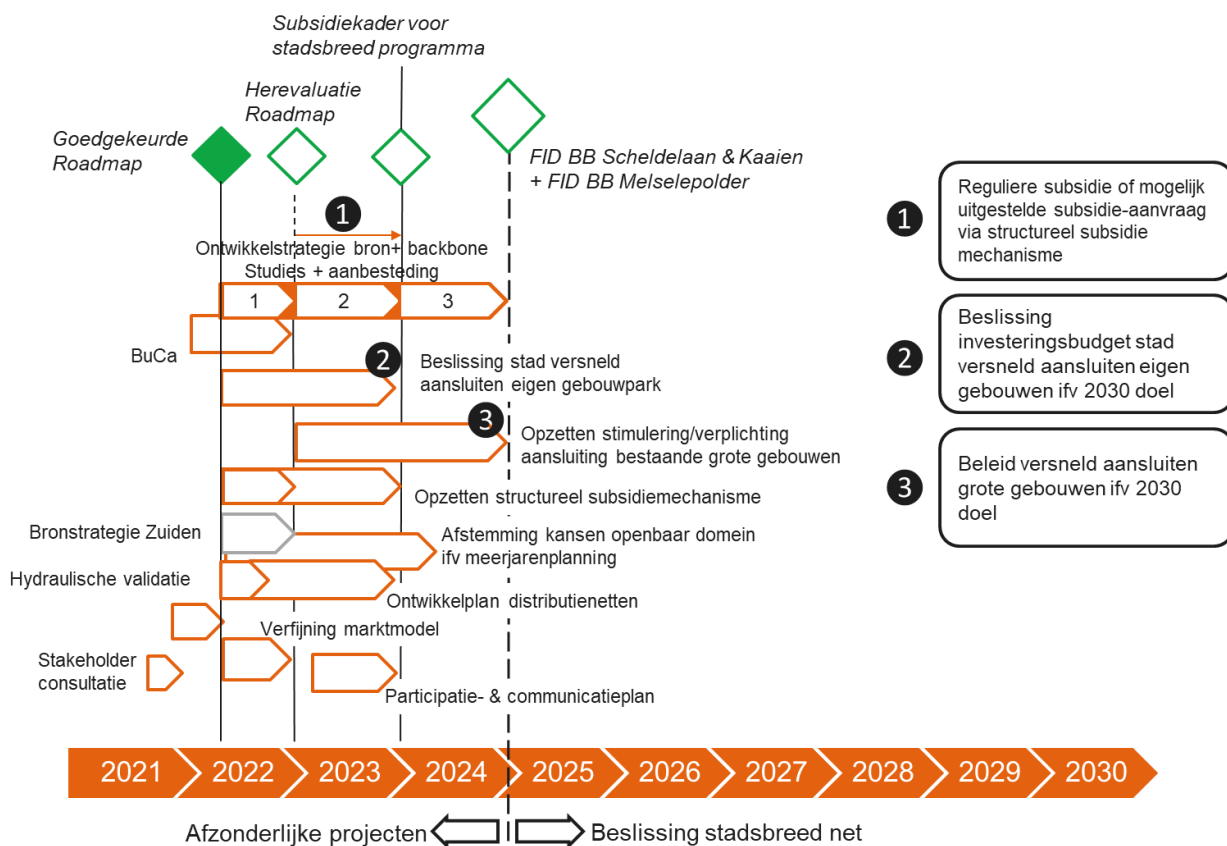 Subsidiekader voor
stadsbreed programma
Herevaluatie
Roadmap
Goedgekeurde
Roadmap
FID BB Scheldelaan & Kaaien
+ FID BB Melselepolder
1
Ontwikkelstrategie bron+ backbone
Studies + aanbesteding
1
2
3
BuCa
2
Beslissing stad versneld
aansluiten eigen gebouwpark
3
Opzetten stimulering/verplichting
aansluiting bestaande grote gebouwen
Opzetten structureel subsidiemechanisme
Bronstrategie Zuiden
Afstemming kansen openbaar domein
ifv meerjarenplanning
Hydraulische validatie
Ontwikkelplan distributienetten
Verfijning marktmodel
Stakeholder
consultatie
Participatie- & communicatieplan
1
Reguliere subsidie of mogelijk
uitgestelde subsidie-aanvraag
via structureel subsidie
mechanisme
2
Beslissing
investeringsbudget stad
versneld aansluiten eigen
gebouwen ifv 2030 doel
3
Beleid versneld aansluiten
grote gebouwen ifv 2030
doel
2021 2022 2023 2024 2025 2026 2027 2028 2029 2030
Afzonderlijke projecten
Beslissing stadsbreed net